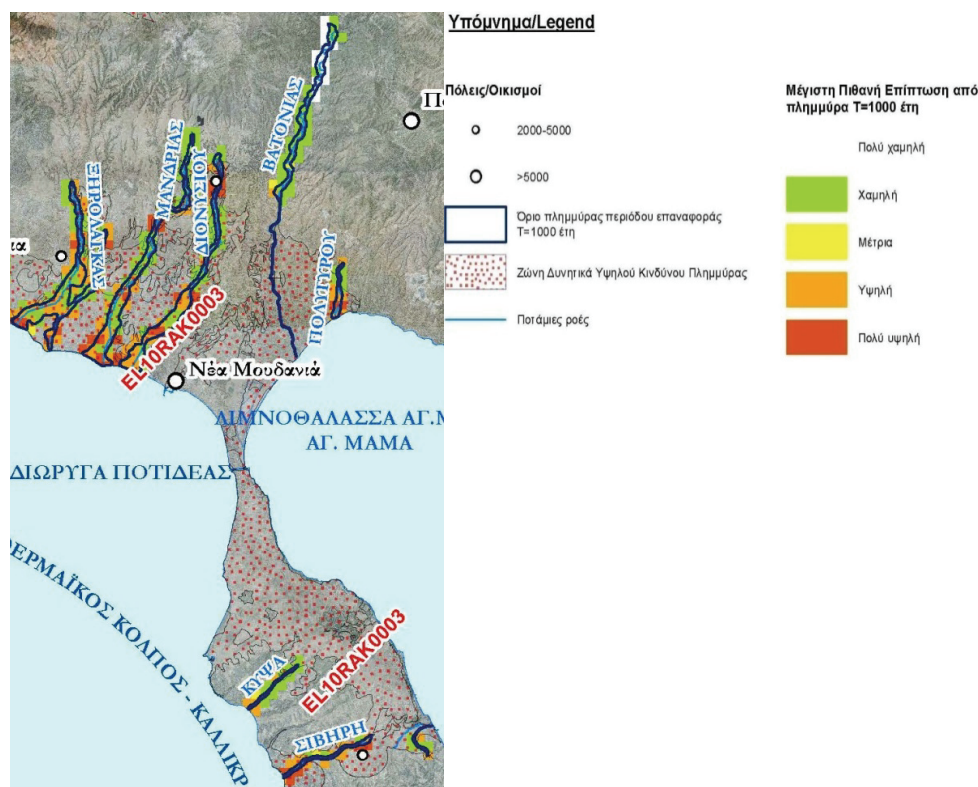 Υπόμνημα/Legend
Πόλεις/Οικισμοί
2000-5000
>5000
Όριο πλημμύρας περιόδου επαναφοράς
Τ=1000 έτη
Ζώνη Δυνητικά Υψηλού Κινδύνου Πλημμύρας
Ποτάμιες ροές
Μέγιστη Πιθανή Επίπτωση από
πλημμύρα Τ=1000 έτη
Πολύ χαμηλή
Χαμηλή
Μέτρια
Υψηλή
Πολύ υψηλή
ΒΑΤΟΝΙΑΣ
ΜΑΝΔΡΙΑΣ
ΞΗΡΟΛΑΓΚΑΣ
ΔΙΟΝΥΣΙΟΥ
ΠΟΛΥΓΥΡΟΥ
EL10RAK0003
Νέα Μουδανιά
ΛΙΜΝΟΘΑΛΑΣΣΑ ΑΓ.Μ
ΑΓ. ΜΑΜΑ
ΔΙΩΡΥΓΑ ΠΟΤΙΔΕΑΣ
ΘΕΡΜΑΪΚΟΣ ΚΟΛΠΟΣ - ΚΑΛΛΙΚΡ
ΚΥΨΑ
EL10RAK0003
ΣΙΒΗΡΗ